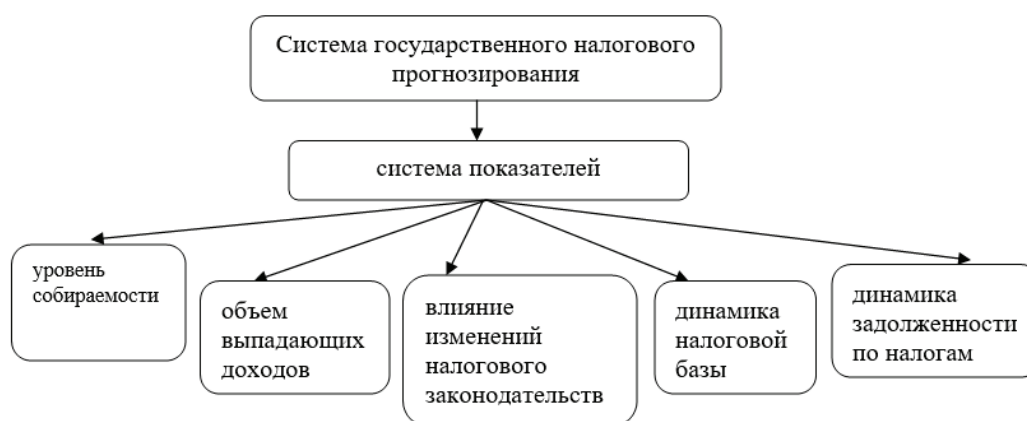 Система государственного налогового
прогнозирования
система показателей
уровень
собираемости
объем
выпадающих
доходов
влияние
изменений
налогового
законодательств
динамика
налоговой
базы
динамика
задолженности
по налогам